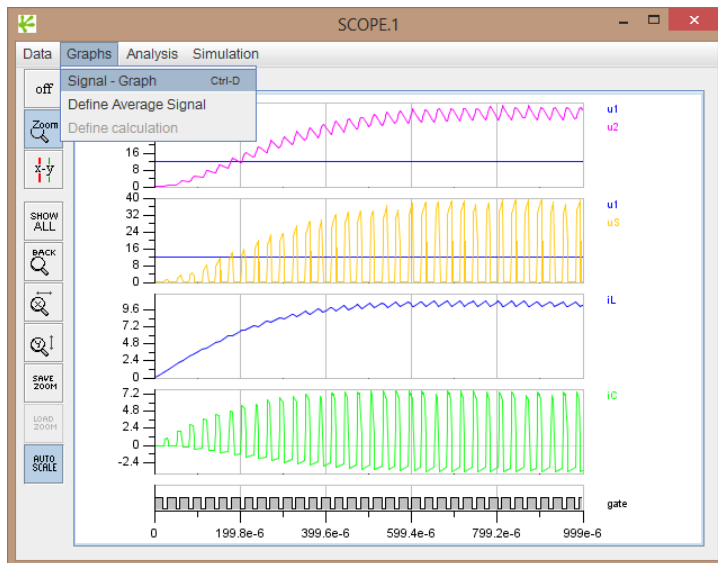 SCOPE.1
Data Graphs Analysis Simulation
Signal - Graph Ctrl-D
Define Average Signal
Define calculation
off
Zoom
x-y
SHOW ALL
BACK
SAVE ZOOM
LOAD ZOOM
AUTO SCALE
u1
u2
16
8
0
40
32
24
16
8
0
u1
uS
9.6
7.2
4.8
2.4
0
iL
7.2
4.8
2.4
0
-2.4
iC
gate
0 199.8e-6 399.6e-6 599.4e-6 799.2e-6 999e-6